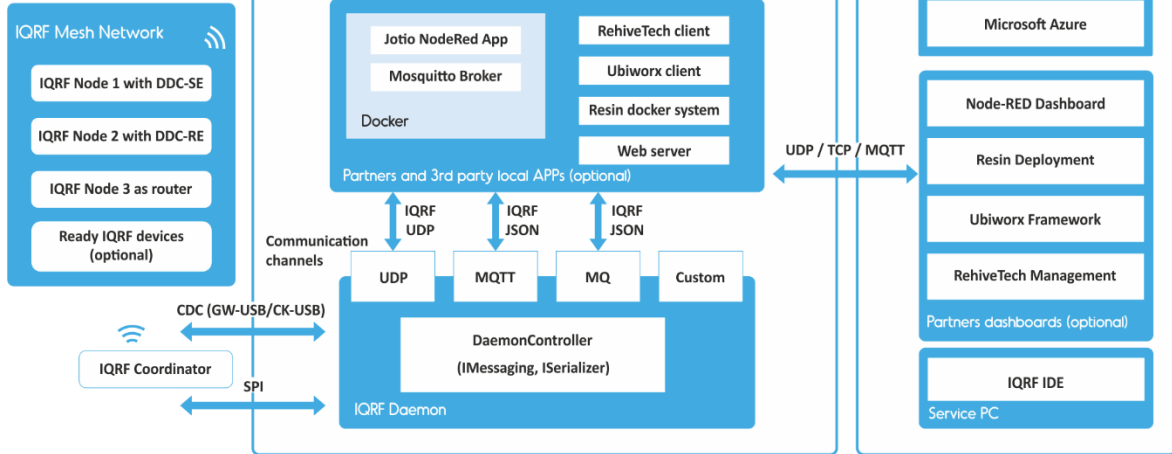 IQRF Mesh Network
IQRF Node 1 with DDC-SE
IQRF Node 2 with DDC-RE
IQRF Node 3 as router
Ready IQRF devices
(optional)
IQRF Coordinator
CDC (GW-USB/CK-USB)
SPI
Jotio NodeRed App
Mosquitto Broker
Docker
RehiveTech client
Ubiworx client
Resin docker system
Web server
Partners and 3rd party local APPs (optional)
IQRF
UDP
IQRF
JSON
IQRF
JSON
Communication
channels
UDP
MQTT
MQ
Custom
DaemonController
(IMessaging, ISerializer)
IQRF Daemon
UDP / TCP / MQTT
Microsoft Azure
Node-RED Dashboard
Resin Deployment
Ubiworx Framework
RehiveTech Management
Partners dashboards (optional)
IQRF IDE
Service PC